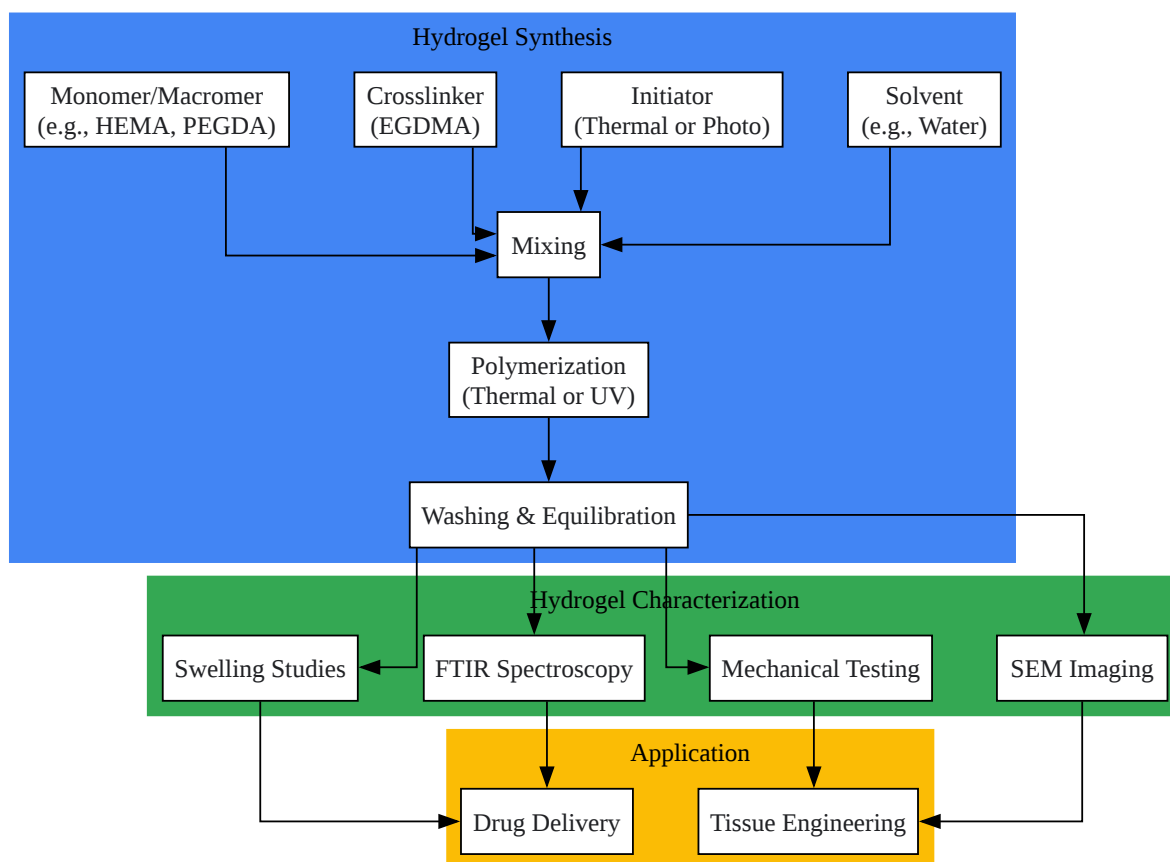 Hydrogel Synthesis
Monomer/Macromer
(e.g., HEMA, PEGDA)
Crosslinker
(EGDMA)
Initiator
(Thermal or Photo)
Solvent
(e.g., Water)
Mixing
Polymerization
(Thermal or UV)
Washing & Equilibration
Hydrogel Characterization
Swelling Studies
FTIR Spectroscopy
Mechanical Testing
SEM Imaging
Application
Drug Delivery
Tissue Engineering